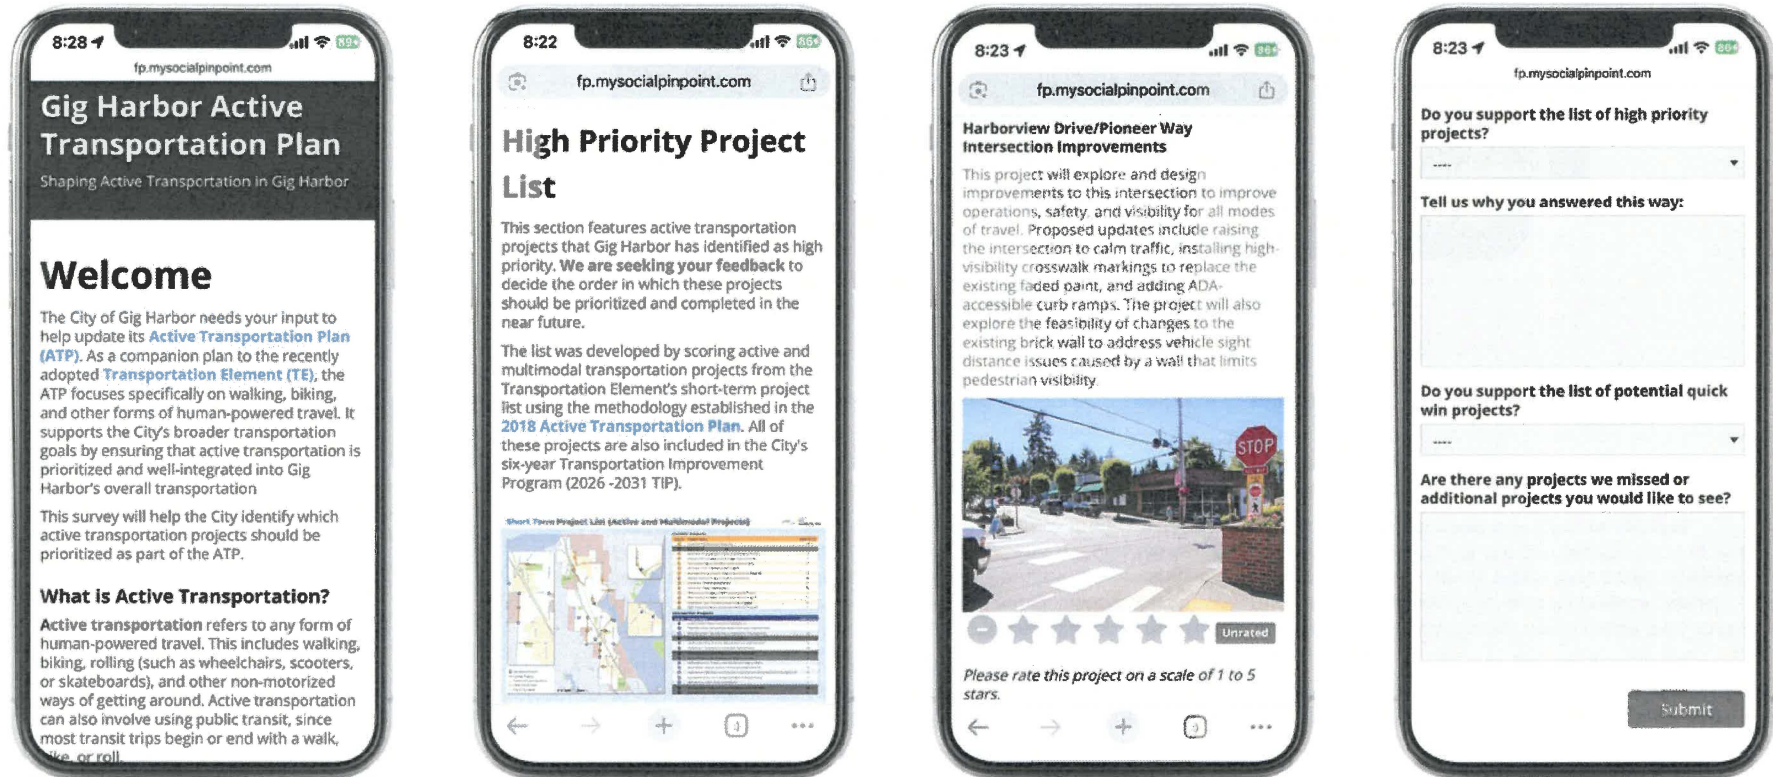 8:28
89
fp.mysocialpinpoint.com
Gig Harbor Active
Transportation Plan
Shaping Active Transportation in Gig Harbor
Welcome
The City of Gig Harbor needs your input to
help update its Active Transportation Plan
(ATP). As a companion plan to the recently
adopted Transportation Element (TE), the
ATP focuses specifically on walking, biking,
and other forms of human-powered travel. It
supports the City's broader transportation
goals by ensuring that active transportation is
prioritized and well-integrated into Gig
Harbor's overall transportation
This survey will help the City identify which
active transportation projects should be
prioritized as part of the ATP.
What is Active Transportation?
Active transportation refers to any form of
human-powered travel. This includes walking,
biking, rolling (such as wheelchairs, scooters,
or skateboards), and other non-motorized
ways of getting around. Active transportation
can also involve using public transit, since
most transit trips begin or end with a walk,
bike, or roll.
8:22
86
fp.mysocialpinpoint.com
High Priority Project
List
This section features active transportation
projects that Gig Harbor has identified as high
priority. We are seeking your feedback to
decide the order in which these projects
should be prioritized and completed in the
near future.
The list was developed by scoring active and
multimodal transportation projects from the
Transportation Element's short-term project
list using the methodology established in the
2018 Active Transportation Plan. All of
these projects are also included in the City's
six-year Transportation Improvement
Program (2026 -2031 TIP).
Short Term Project List (Active and Multimodal Projects)
8:23
86
fp.mysocialpinpoint.com
Harborview Drive/Pioneer Way
Intersection Improvements
This project will explore and design
improvements to this intersection to improve
operations, safety, and visibility for all modes
of travel. Proposed updates include raising
the intersection to calm traffic, installing high-
visibility crosswalk markings to replace the
existing faded paint, and adding ADA-
accessible curb ramps. The project will also
explore the feasibility of changes to the
existing brick wall to address vehicle sight
distance issues caused by a wall that limits
pedestrian visibility.
STOP
Unrated
Please rate this project on a scale of 1 to 5
stars.
8:23
86
fp.mysocialpinpoint.com
Do you support the list of high priority
projects?
----
Tell us why you answered this way:
Do you support the list of potential quick
win projects?
----
Are there any projects we missed or
additional projects you would like to see?
Submit